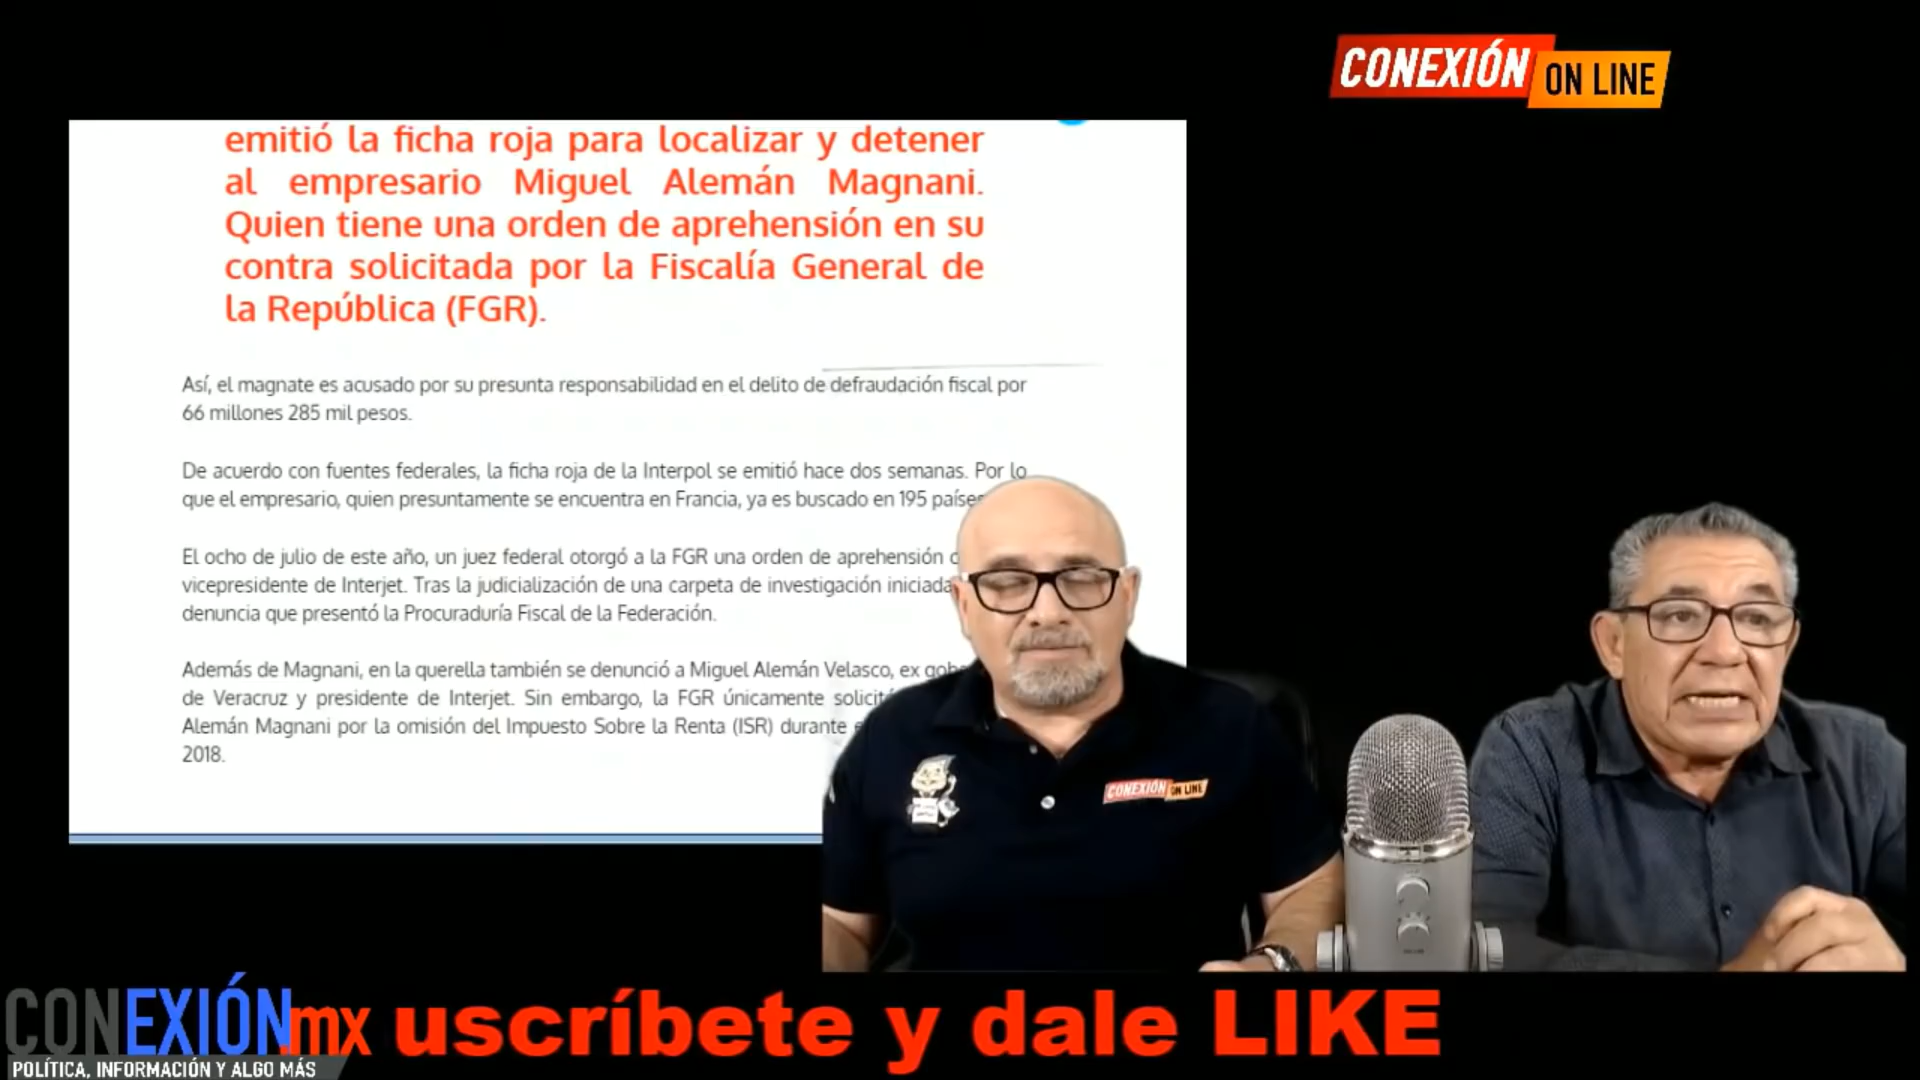 CONEXIÓN ON LINE
emitió la ficha roja para localizar y detener
al empresario Miguel Alemán Magnani.
Quien tiene una orden de aprehensión en su
contra solicitada por la Fiscalía General de
la República (FGR).
Así, el magnate es acusado por su presunta responsabilidad en el delito de defraudación fiscal por
66 millones 285 mil pesos.
De acuerdo con fuentes federales, la ficha roja de la Interpol se emitió hace dos semanas. Por lo
que el empresario, quien presuntamente se encuentra en Francia, ya es buscado en 195 países
El ocho de julio de este año, un juez federal otorgó a la FGR una orden de aprehensión
vicepresidente de Interjet. Tras la judicialización de una carpeta de investigación iniciada
denuncia que presentó la Procuraduría Fiscal de la Federación.
Además de Magnani, en la querella también se denunció a Miguel Alemán Velasco, ex
de Veracruz y presidente de Interjet. Sin embargo, la FGR únicamente solicitó
Alemán Magnani por la omisión del Impuesto Sobre la Renta (ISR) durante
2018.
CONEXIÓN ON LINE
CONEXIÓN.mx uscríbete y dale LIKE
POLÍTICA, INFORMACIÓN Y ALGO MÁS